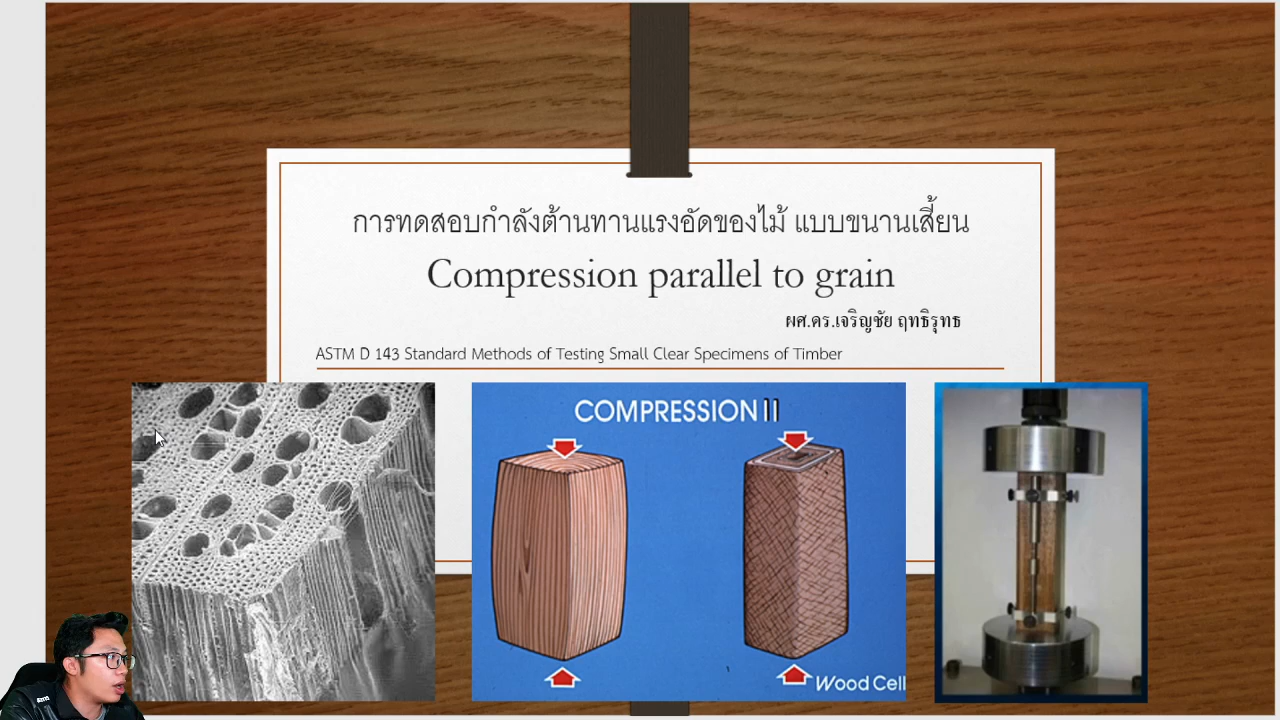 การทดสอบกำลังต้านทานแรงอัดของไม้ แบบขนานเสี้ยน
Compression parallel to grain
ผศ.ดร.เจริญชัย ฤทธิรุทธ
ASTM D 143 Standard Methods of Testing Small Clear Specimens of Timber
COMPRESSION ||
Wood Cell